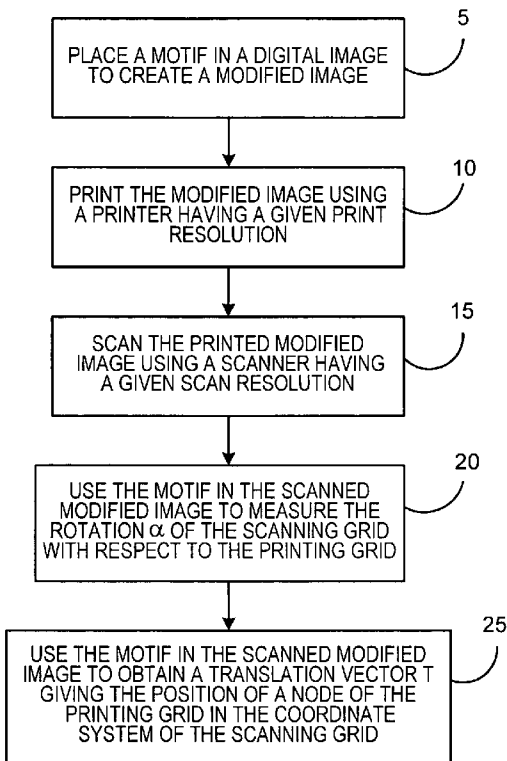 5
PLACE A MOTIF IN A DIGITAL IMAGE
TO CREATE A MODIFIED IMAGE
10
PRINT THE MODIFIED IMAGE USING
A PRINTER HAVING A GIVEN PRINT
RESOLUTION
15
SCAN THE PRINTED MODIFIED
IMAGE USING A SCANNER HAVING
A GIVEN SCAN RESOLUTION
20
USE THE MOTIF IN THE SCANNED
MODIFIED IMAGE TO MEASURE THE
ROTATION α OF THE SCANNING GRID
WITH RESPECT TO THE PRINTING GRID
25
USE THE MOTIF IN THE SCANNED MODIFIED
IMAGE TO OBTAIN A TRANSLATION VECTOR T
GIVING THE POSITION OF A NODE OF THE
PRINTING GRID IN THE COORDINATE
SYSTEM OF THE SCANNING GRID